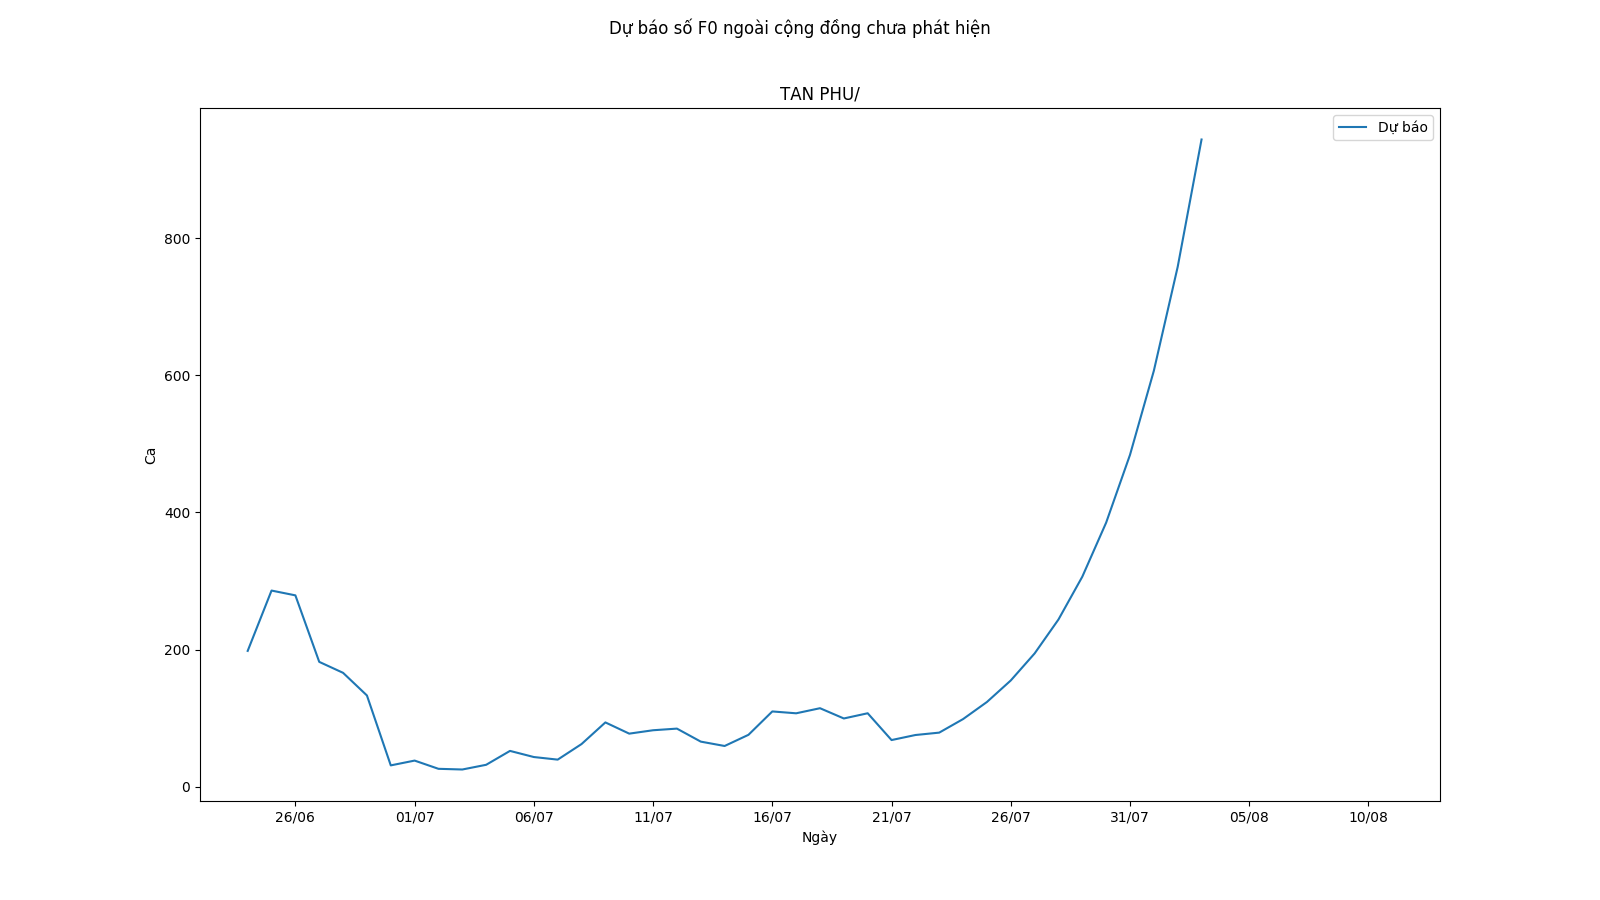 Dự báo số F0 ngoài cộng đồng chưa phát hiện
TAN PHU/
Dự báo
800
600
400
200
0
Ca
26/06 01/07 06/07 11/07 16/07 21/07 26/07 31/07 05/08 10/08
Ngày